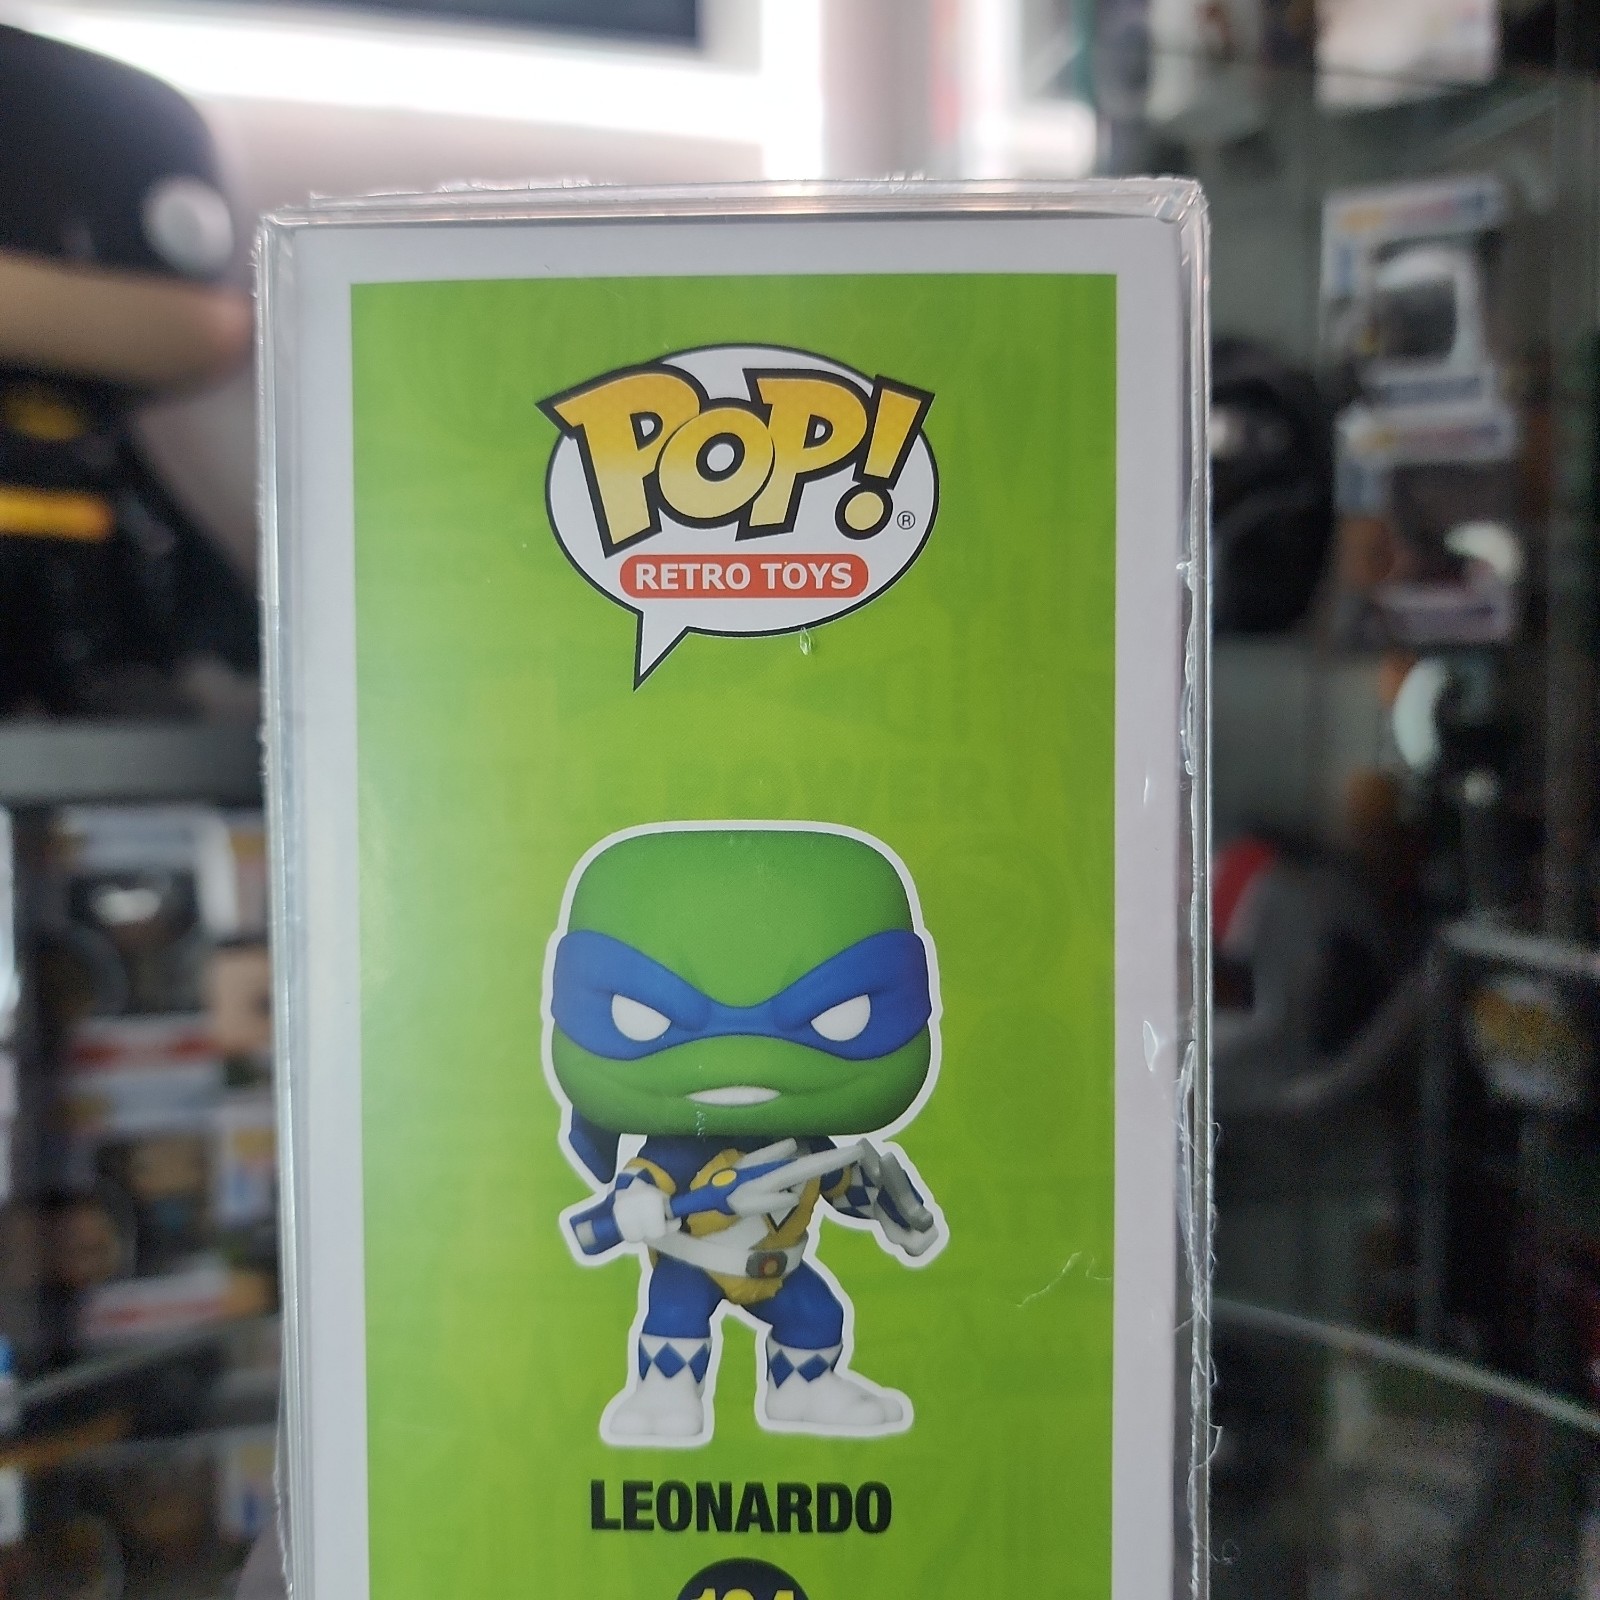 POP!
®
RETRO TOYS
LEONARDO